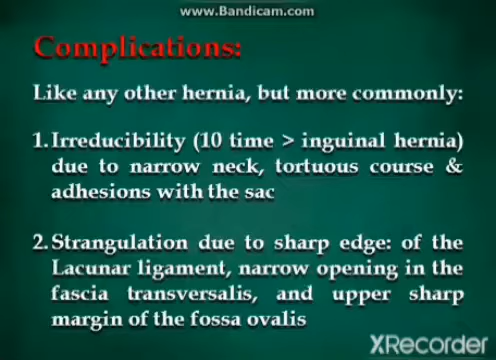 www.Bandicam.com
Complications:
Like any other hernia, but more commonly:
1. Irreducibility (10 time > inguinal hernia)
due to narrow neck, tortuous course &
adhesions with the sac
2. Strangulation due to sharp edge: of the
Lacunar ligament, narrow opening in the
fascia transversalis, and upper sharp
margin of the fossa ovalis
XRecorder